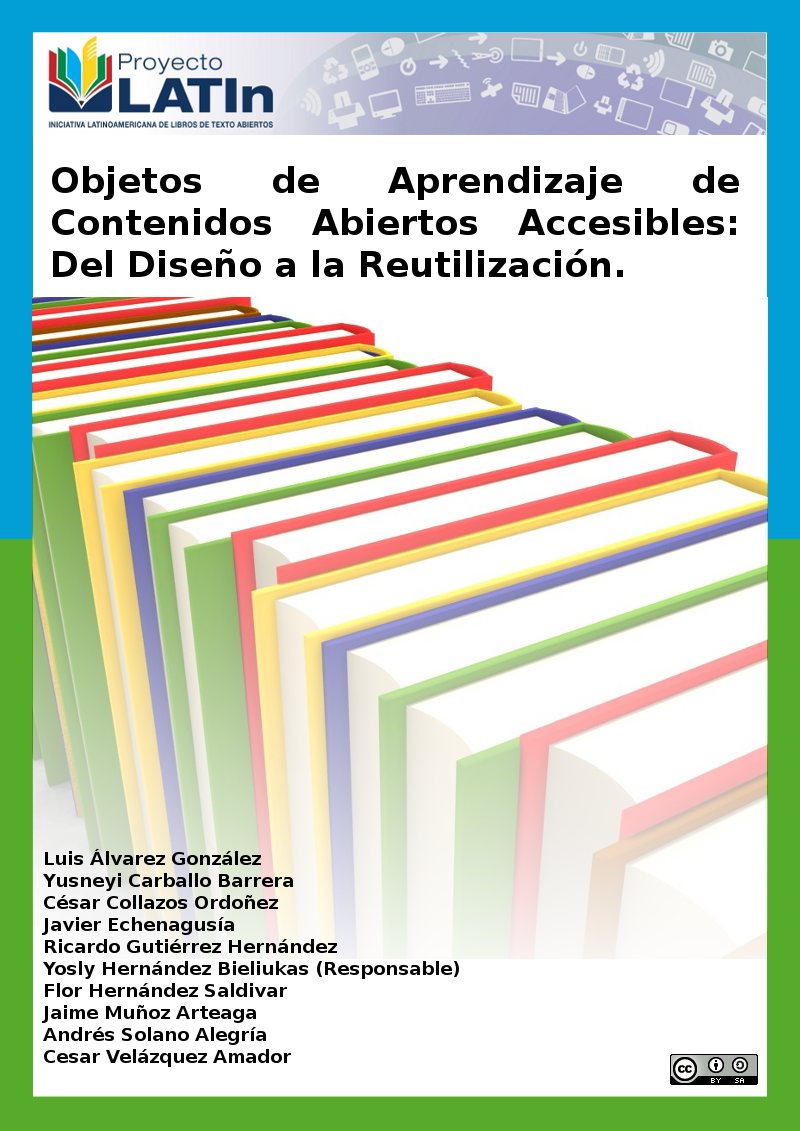 Proyecto
LATIn
INICIATIVA LATINOAMERICANA DE LIBROS DE TEXTO ABIERTOS
Objetos de Aprendizaje de
Contenidos Abiertos Accesibles:
Del Diseño a la Reutilización.
Luis Álvarez González
Yusneyi Carballo Barrera
César Collazos Ordoñez
Javier Echenagusía
Ricardo Gutiérrez Hernández
Yosly Hernández Bieliukas (Responsable)
Flor Hernández Saldivar
Jaime Muñoz Arteaga
Andrés Solano Alegría
Cesar Velázquez Amador
cc
BY SA